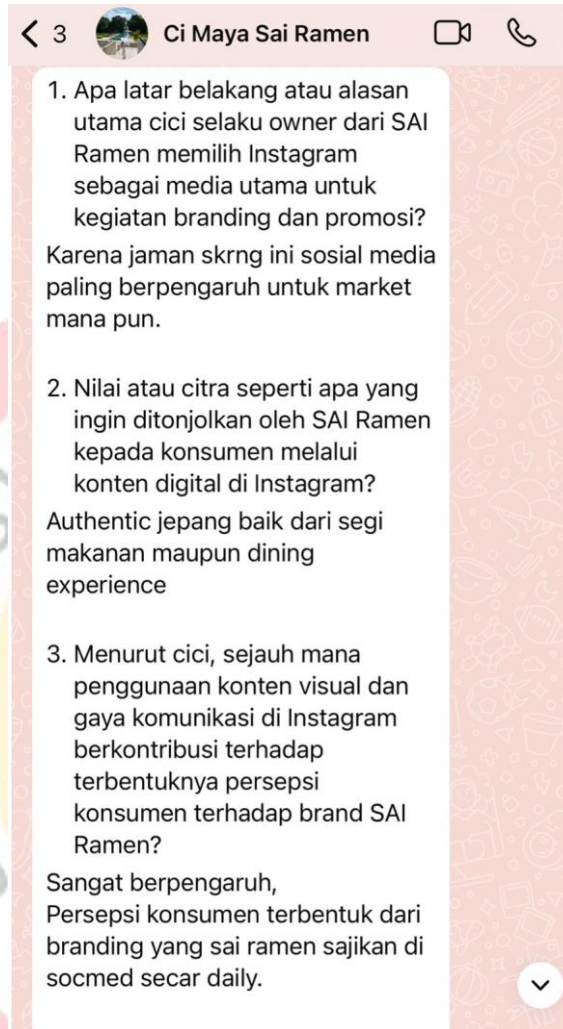 3
Ci Maya Sai Ramen
1. Apa latar belakang atau alasan
utama cici selaku owner dari SAI
Ramen memilih Instagram
sebagai media utama untuk
kegiatan branding dan promosi?
Karena jaman skrng ini sosial media
paling berpengaruh untuk market
mana pun.
2. Nilai atau citra seperti apa yang
ingin ditonjolkan oleh SAI Ramen
kepada konsumen melalui
konten digital di Instagram?
Authentic jepang baik dari segi
makanan maupun dining
experience
3. Menurut cici, sejauh mana
penggunaan konten visual dan
gaya komunikasi di Instagram
berkontribusi terhadap
terbentuknya persepsi
konsumen terhadap brand SAI
Ramen?
Sangat berpengaruh,
Persepsi konsumen terbentuk dari
branding yang sai ramen sajikan di
socmed secar daily.